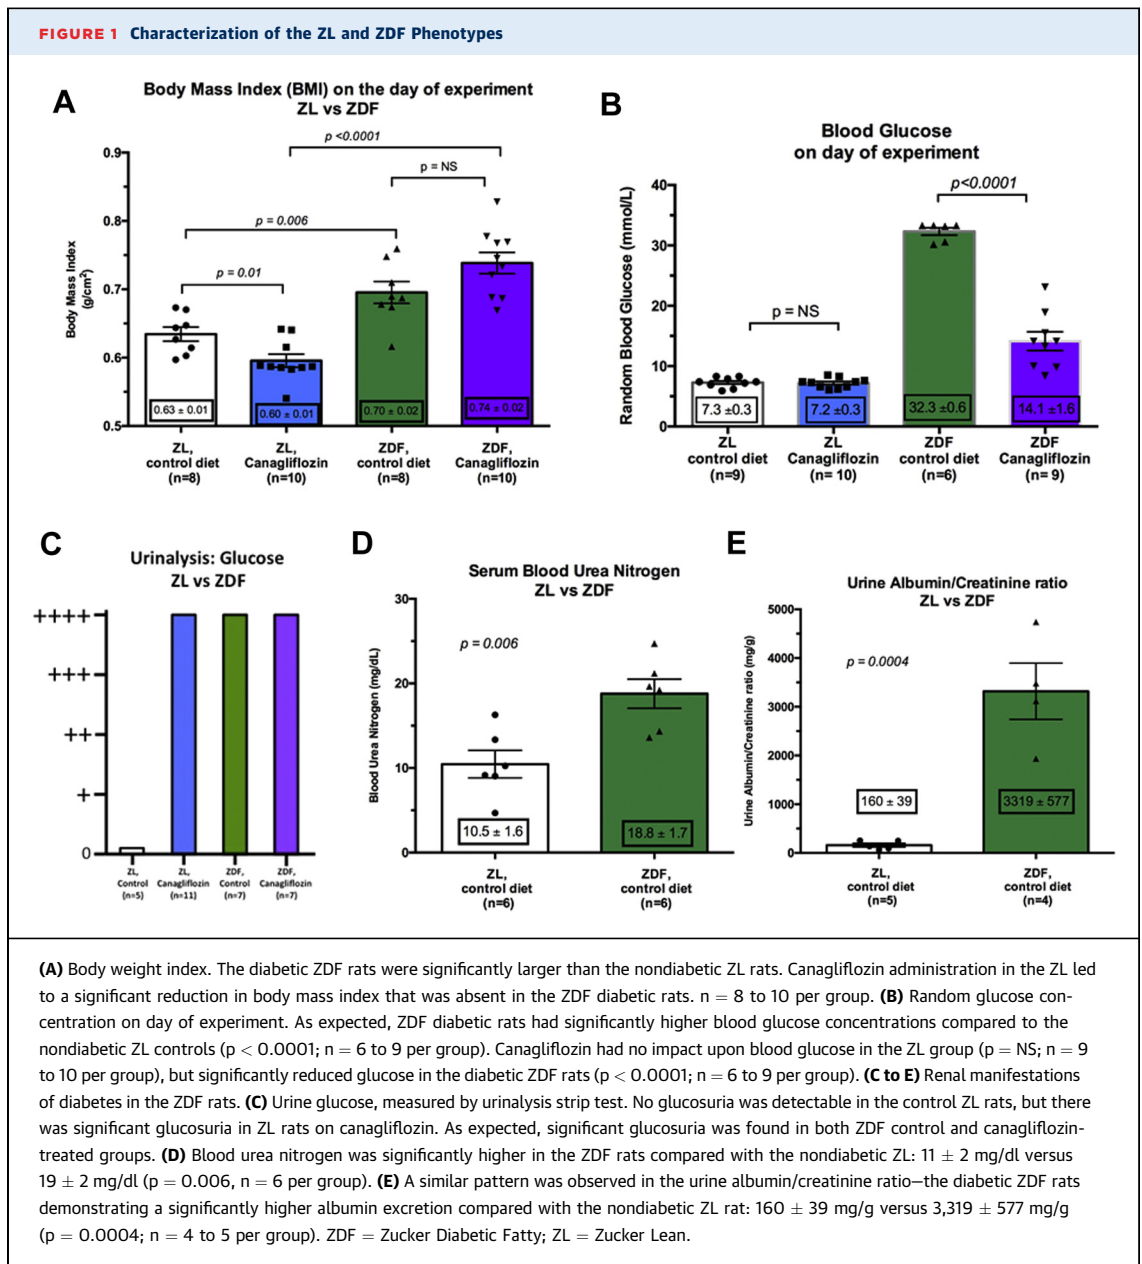 FIGURE 1 Characterization of the ZL and ZDF Phenotypes
A
Body Mass Index (BMI) on the day of experiment
ZL vs ZDF
p <0.0001
p = NS
p = 0.006
p = 0.01
Body Mass Index
(g/cm²)
0.9
0.8
0.7
0.6
0.5
0.63 ± 0.01
0.60 ± 0.01
0.70 ± 0.02
0.74 ± 0.02
ZL,
control diet
(n=8)
ZL,
Canagliflozin
(n=10)
ZDF,
control diet
(n=8)
ZDF,
Canagliflozin
(n=10)
B
Blood Glucose
on day of experiment
p<0.0001
p = NS
Random Blood Glucose (mmol/L)
40
30
20
10
0
7.3 ±0.3
7.2 ±0.3
32.3 ±0.6
14.1 ±1.6
ZL
control diet
(n=9)
ZL
Canagliflozin
(n= 10)
ZDF
control diet
(n=6)
ZDF
Canagliflozin
(n= 9)
C
Urinalysis: Glucose
ZL vs ZDF
++++
+++
++
+
0
ZL,
Control
(n=5)
ZL,
Canagliflozin
(n=11)
ZDF,
Control
(n=7)
ZDF,
Canagliflozin
(n=7)
D
Serum Blood Urea Nitrogen
ZL vs ZDF
p = 0.006
Blood Urea Nitrogen (mg/dL)
30
20
10
0
10.5 ± 1.6
18.8 ± 1.7
ZL,
control diet
(n=6)
ZDF,
control diet
(n=6)
E
Urine Albumin/Creatinine ratio
ZL vs ZDF
p = 0.0004
Urine Albumin/Creatinine ratio (mg/g)
5000
4000
3000
2000
1000
0
160 ± 39
3319 ± 577
ZL,
control diet
(n=5)
ZDF,
control diet
(n=4)
(A) Body weight index. The diabetic ZDF rats were significantly larger than the nondiabetic ZL rats. Canagliflozin administration in the ZL led
to a significant reduction in body mass index that was absent in the ZDF diabetic rats. n = 8 to 10 per group. (B) Random glucose con-
centration on day of experiment. As expected, ZDF diabetic rats had significantly higher blood glucose concentrations compared to the
nondiabetic ZL controls (p < 0.0001; n = 6 to 9 per group). Canagliflozin had no impact upon blood glucose in the ZL group (p = NS; n = 9
to 10 per group), but significantly reduced glucose in the diabetic ZDF rats (p < 0.0001; n = 6 to 9 per group). (C to E) Renal manifestations
of diabetes in the ZDF rats. (C) Urine glucose, measured by urinalysis strip test. No glucosuria was detectable in the control ZL rats, but there
was significant glucosuria in ZL rats on canagliflozin. As expected, significant glucosuria was found in both ZDF control and canagliflozin-
treated groups. (D) Blood urea nitrogen was significantly higher in the ZDF rats compared with the nondiabetic ZL: 11 ± 2 mg/dl versus
19 ± 2 mg/dl (p = 0.006, n = 6 per group). (E) A similar pattern was observed in the urine albumin/creatinine ratio—the diabetic ZDF rats
demonstrating a significantly higher albumin excretion compared with the nondiabetic ZL rat: 160 ± 39 mg/g versus 3,319 ± 577 mg/g
(p = 0.0004; n = 4 to 5 per group). ZDF = Zucker Diabetic Fatty; ZL = Zucker Lean.